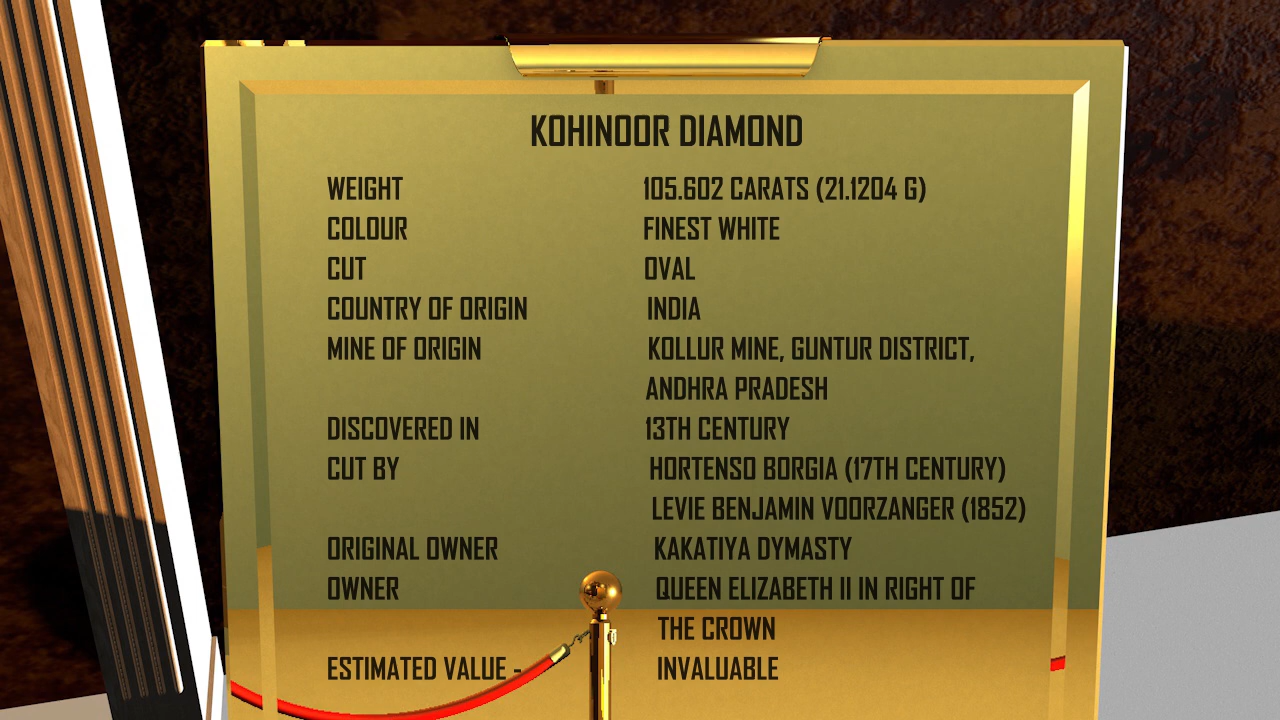 KOHINOOR DIAMOND
WEIGHT 105.602 CARATS (21.1204 G)
COLOUR FINEST WHITE
CUT OVAL
COUNTRY OF ORIGIN INDIA
MINE OF ORIGIN KOLLUR MINE, GUNTUR DISTRICT,
ANDHRA PRADESH
DISCOVERED IN 13TH CENTURY
CUT BY HORTENSO BORGIA (17TH CENTURY)
LEVIE BENJAMIN VOORZANGER (1852)
ORIGINAL OWNER KAKATIYA DYMASTY
OWNER QUEEN ELIZABETH II IN RIGHT OF
THE CROWN
ESTIMATED VALUE - INVALUABLE